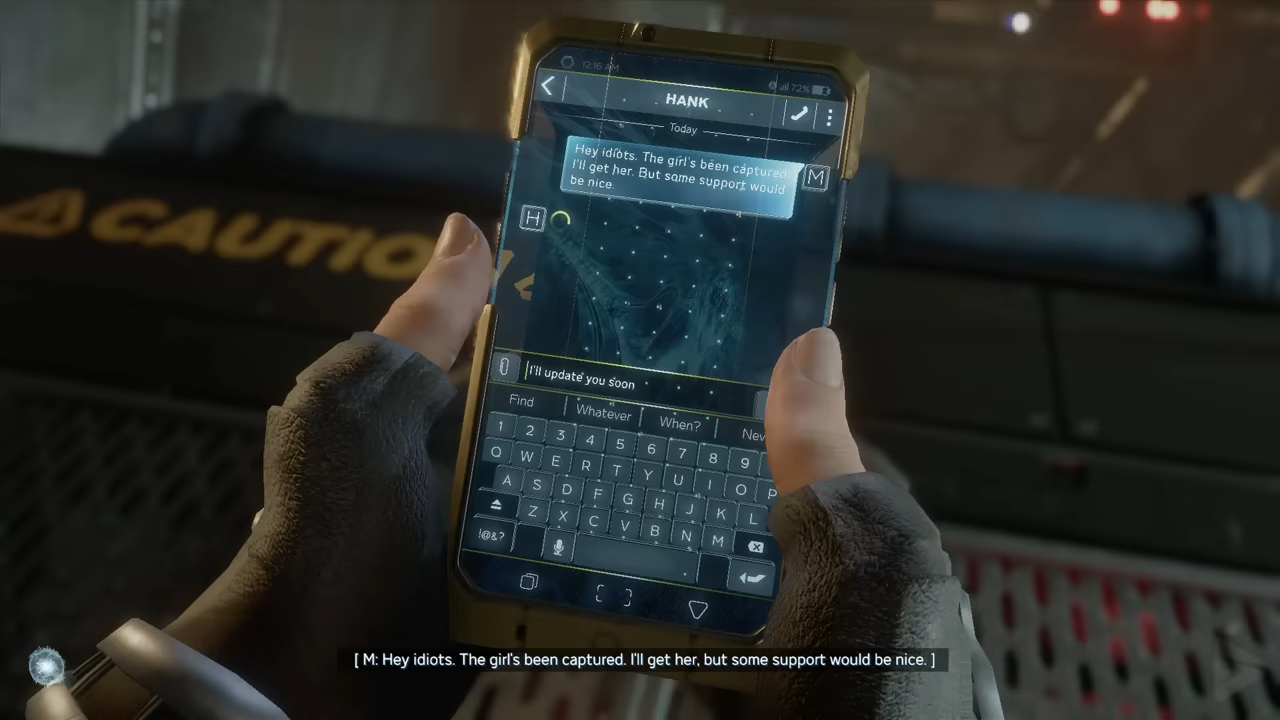 12.16 AM
72%
HANK
Today
Hey idiots. The girl's been captured.
I'll get her. But some support would
be nice.
M
H
CAUTION
I'll update you soon
Find Whatever When?
1 2 3 4 5 6 7 8 9
Q W E R T Y U I O P
A S D F G H J K L
Z X C V B N M
!@&?
[ M: Hey idiots. The girl's been captured. I'll get her, but some support would be nice. ]